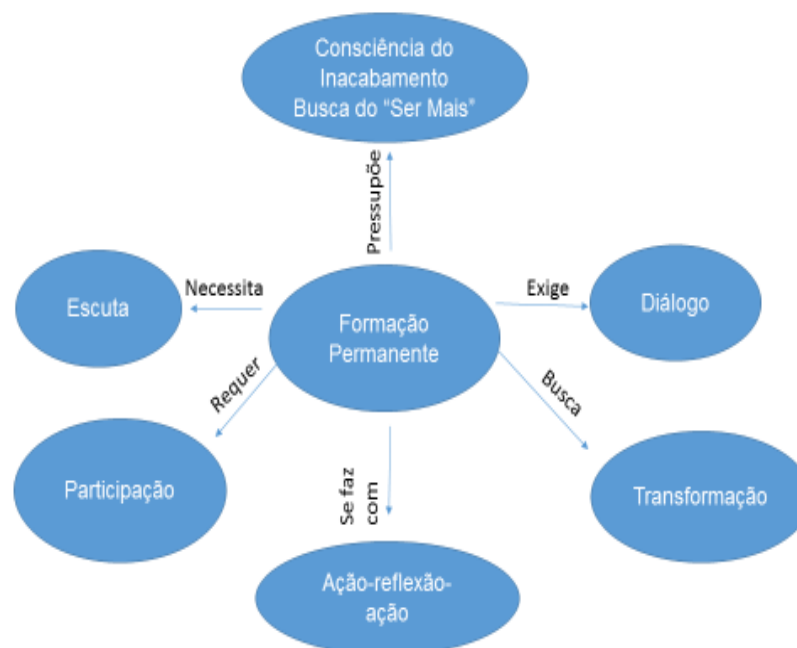 Consciência do
Inacabamento
Busca do “Ser Mais”
Pressupõe
Necessita
Exige
Escuta
Formação
Permanente
Diálogo
Requer
Busca
Participação
Se faz
com
Transformação
Ação-reflexão-
ação